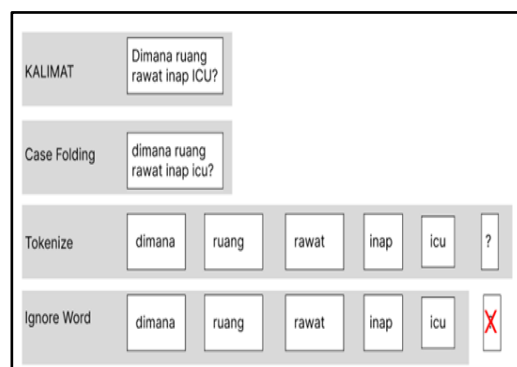 KALIMAT
Dimana ruang
rawat inap ICU?
Case Folding
dimana ruang
rawat inap icu?
Tokenize
dimana
ruang
rawat
inap
icu
?
Ignore Word
dimana
ruang
rawat
inap
icu